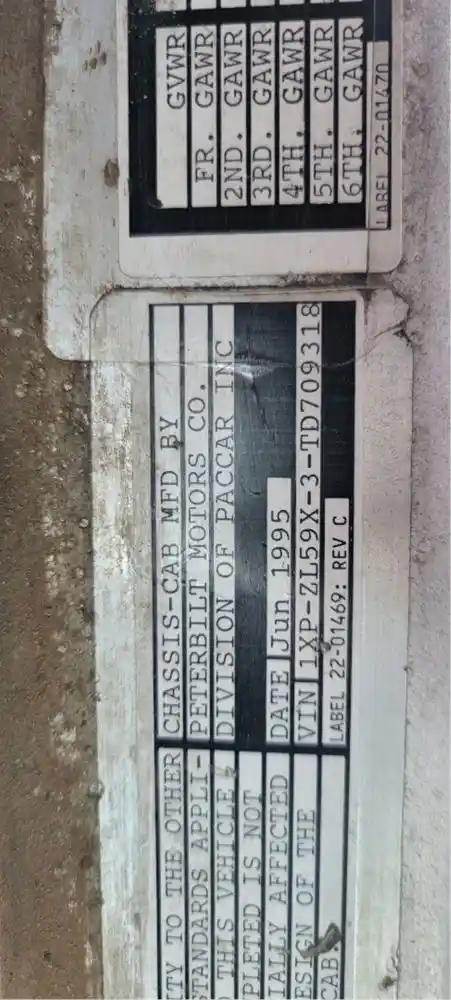 ITY TO THE OTHER
STANDARDS APPLI-
THIS VEHICLE,
PLETED IS NOT
IALLY AFFECTED
ESIGN OF THE
CAB.
CHASSIS-CAB MFD BY
PETERBILT MOTORS CO.
DIVISION OF PACCAR INC
DATE Jun 1995
VIN 1XP-ZL59X-3-TD709318
LABEL 22-01469: REV C
GVWR
FR. GAWR
2ND. GAWR
3RD. GAWR
4TH. GAWR
5TH. GAWR
6TH. GAWR
LABEL 22-01470